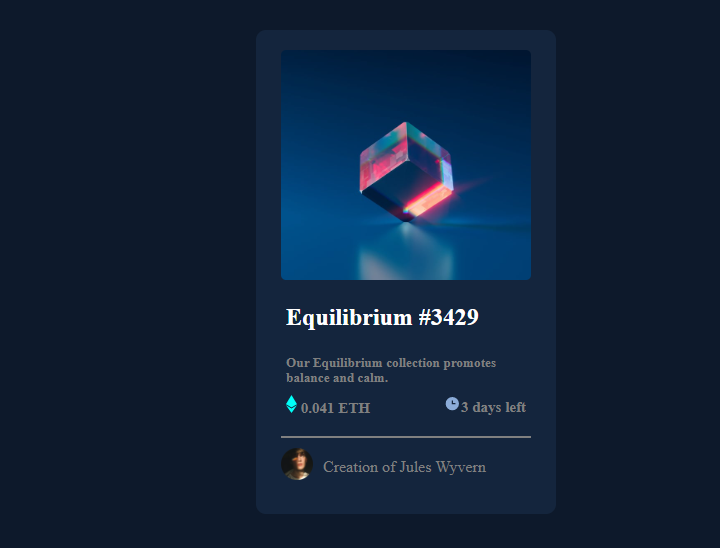 Equilibrium #3429
Our Equilibrium collection promotes
balance and calm.
0.041 ETH
3 days left
Creation of Jules Wyvern